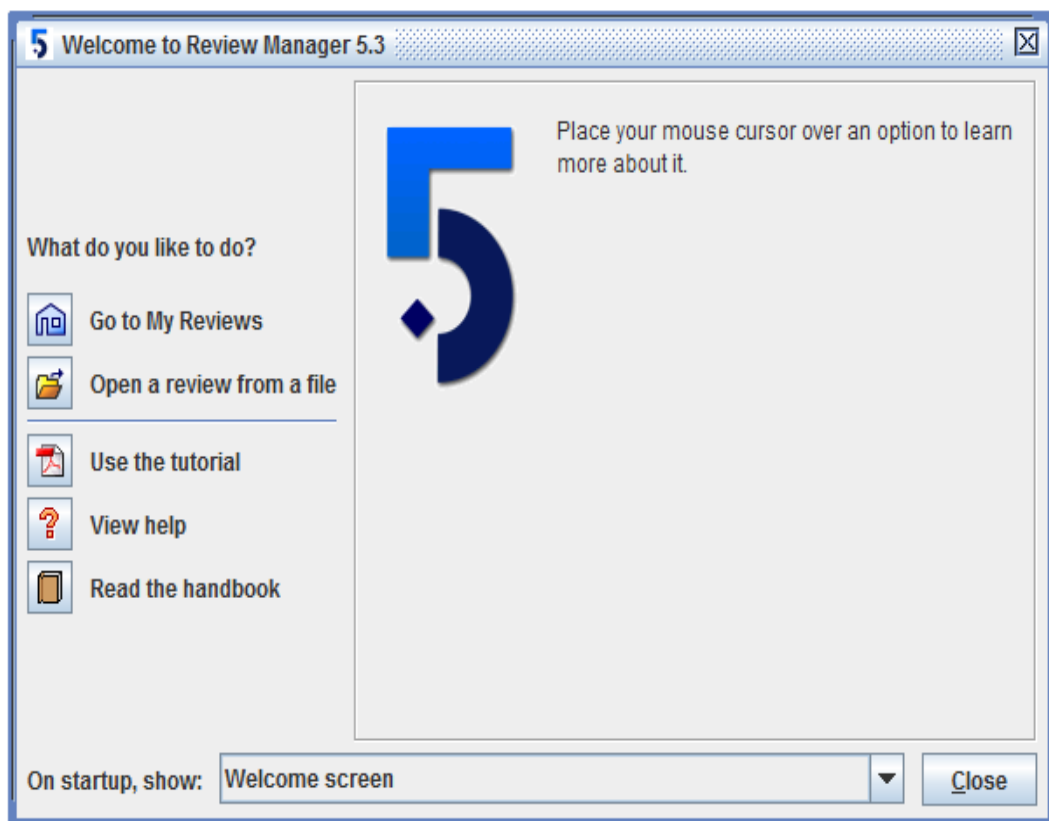 5 Welcome to Review Manager 5.3
Place your mouse cursor over an option to learn
more about it.
5
What do you like to do?
Go to My Reviews
Open a review from a file
Use the tutorial
? View help
Read the handbook
On startup, show: Welcome screen Close